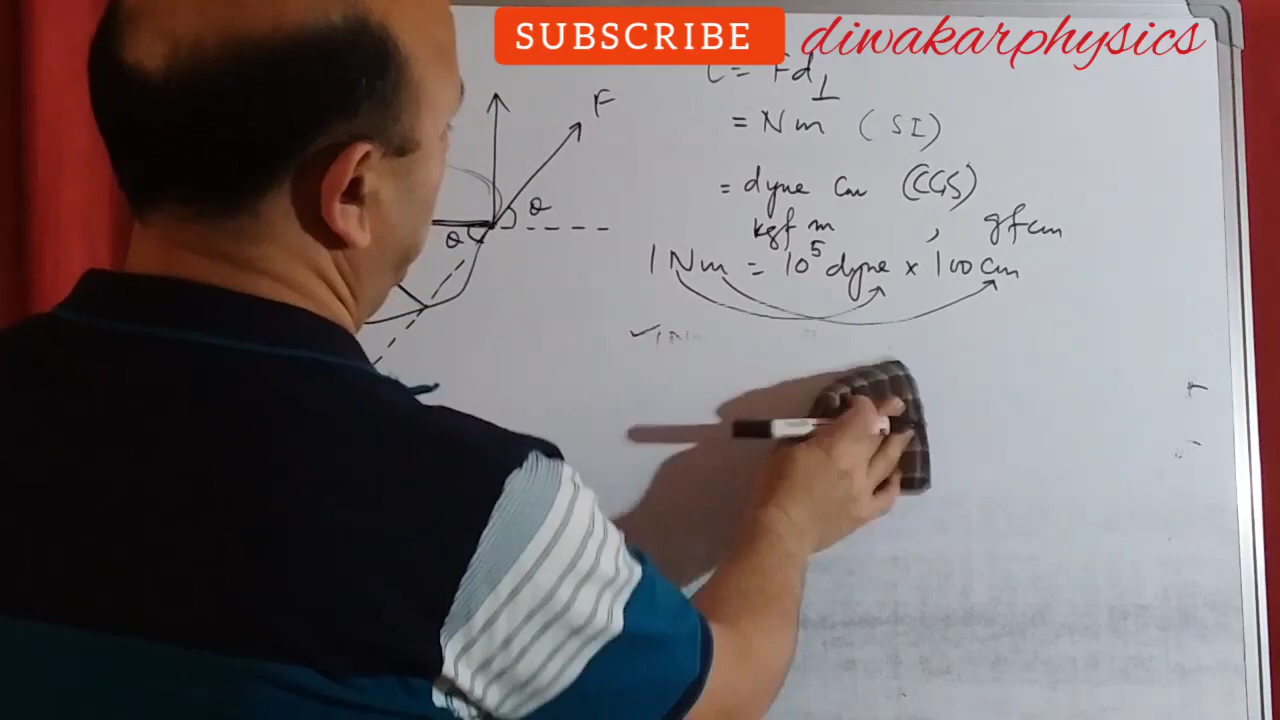 SUBSCRIBE diwakarphysics
F
θ
θ
τ = Fd⊥
= Nm (SI)
= dyne cm (CGS)
kgf m , gf cm
1 Nm = 10⁵ dyne × 100 cm